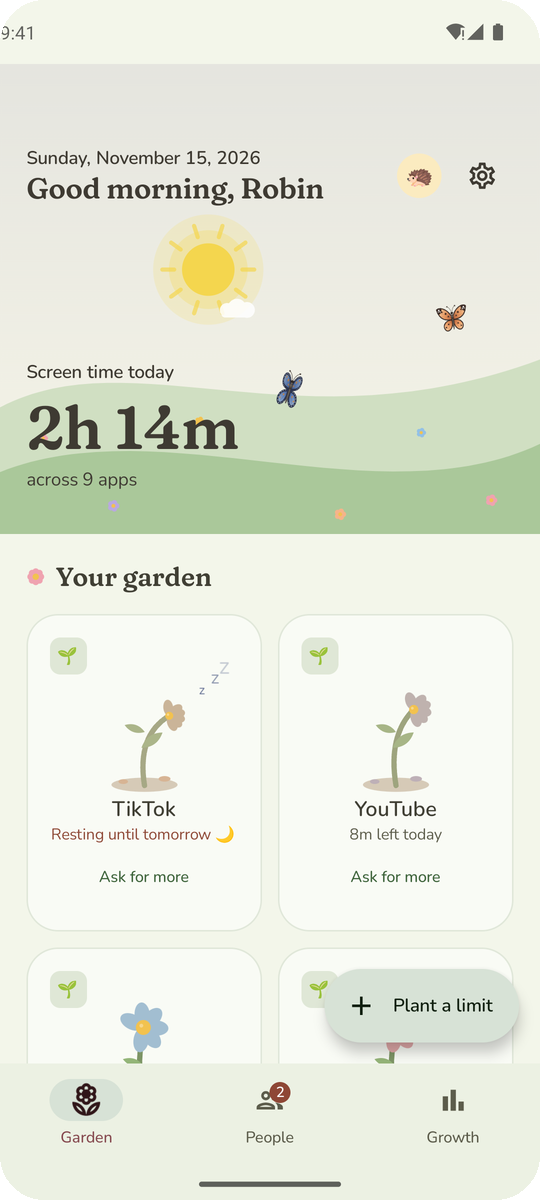 9:41
Sunday, November 15, 2026
Good morning, Robin
Screen time today
2h 14m
across 9 apps
Your garden
z z Z
TikTok
Resting until tomorrow 🌙
Ask for more
YouTube
8m left today
Ask for more
Plant a limit
Garden
2
People
Growth